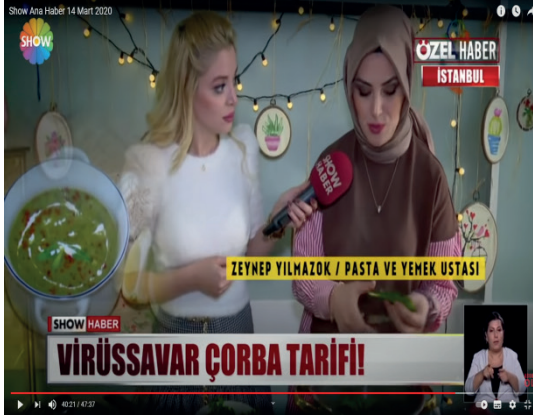 Show Ana Haber 14 Mart 2020
SHOW
ÖZEL HABER
İSTANBUL
SHOW
HABER
ZEYNEP YILMAZOK / PASTA VE YEMEK USTASI
SHOW HABER
VİRÜSSAVAR ÇORBA TARİFİ!
40:21 / 47:37